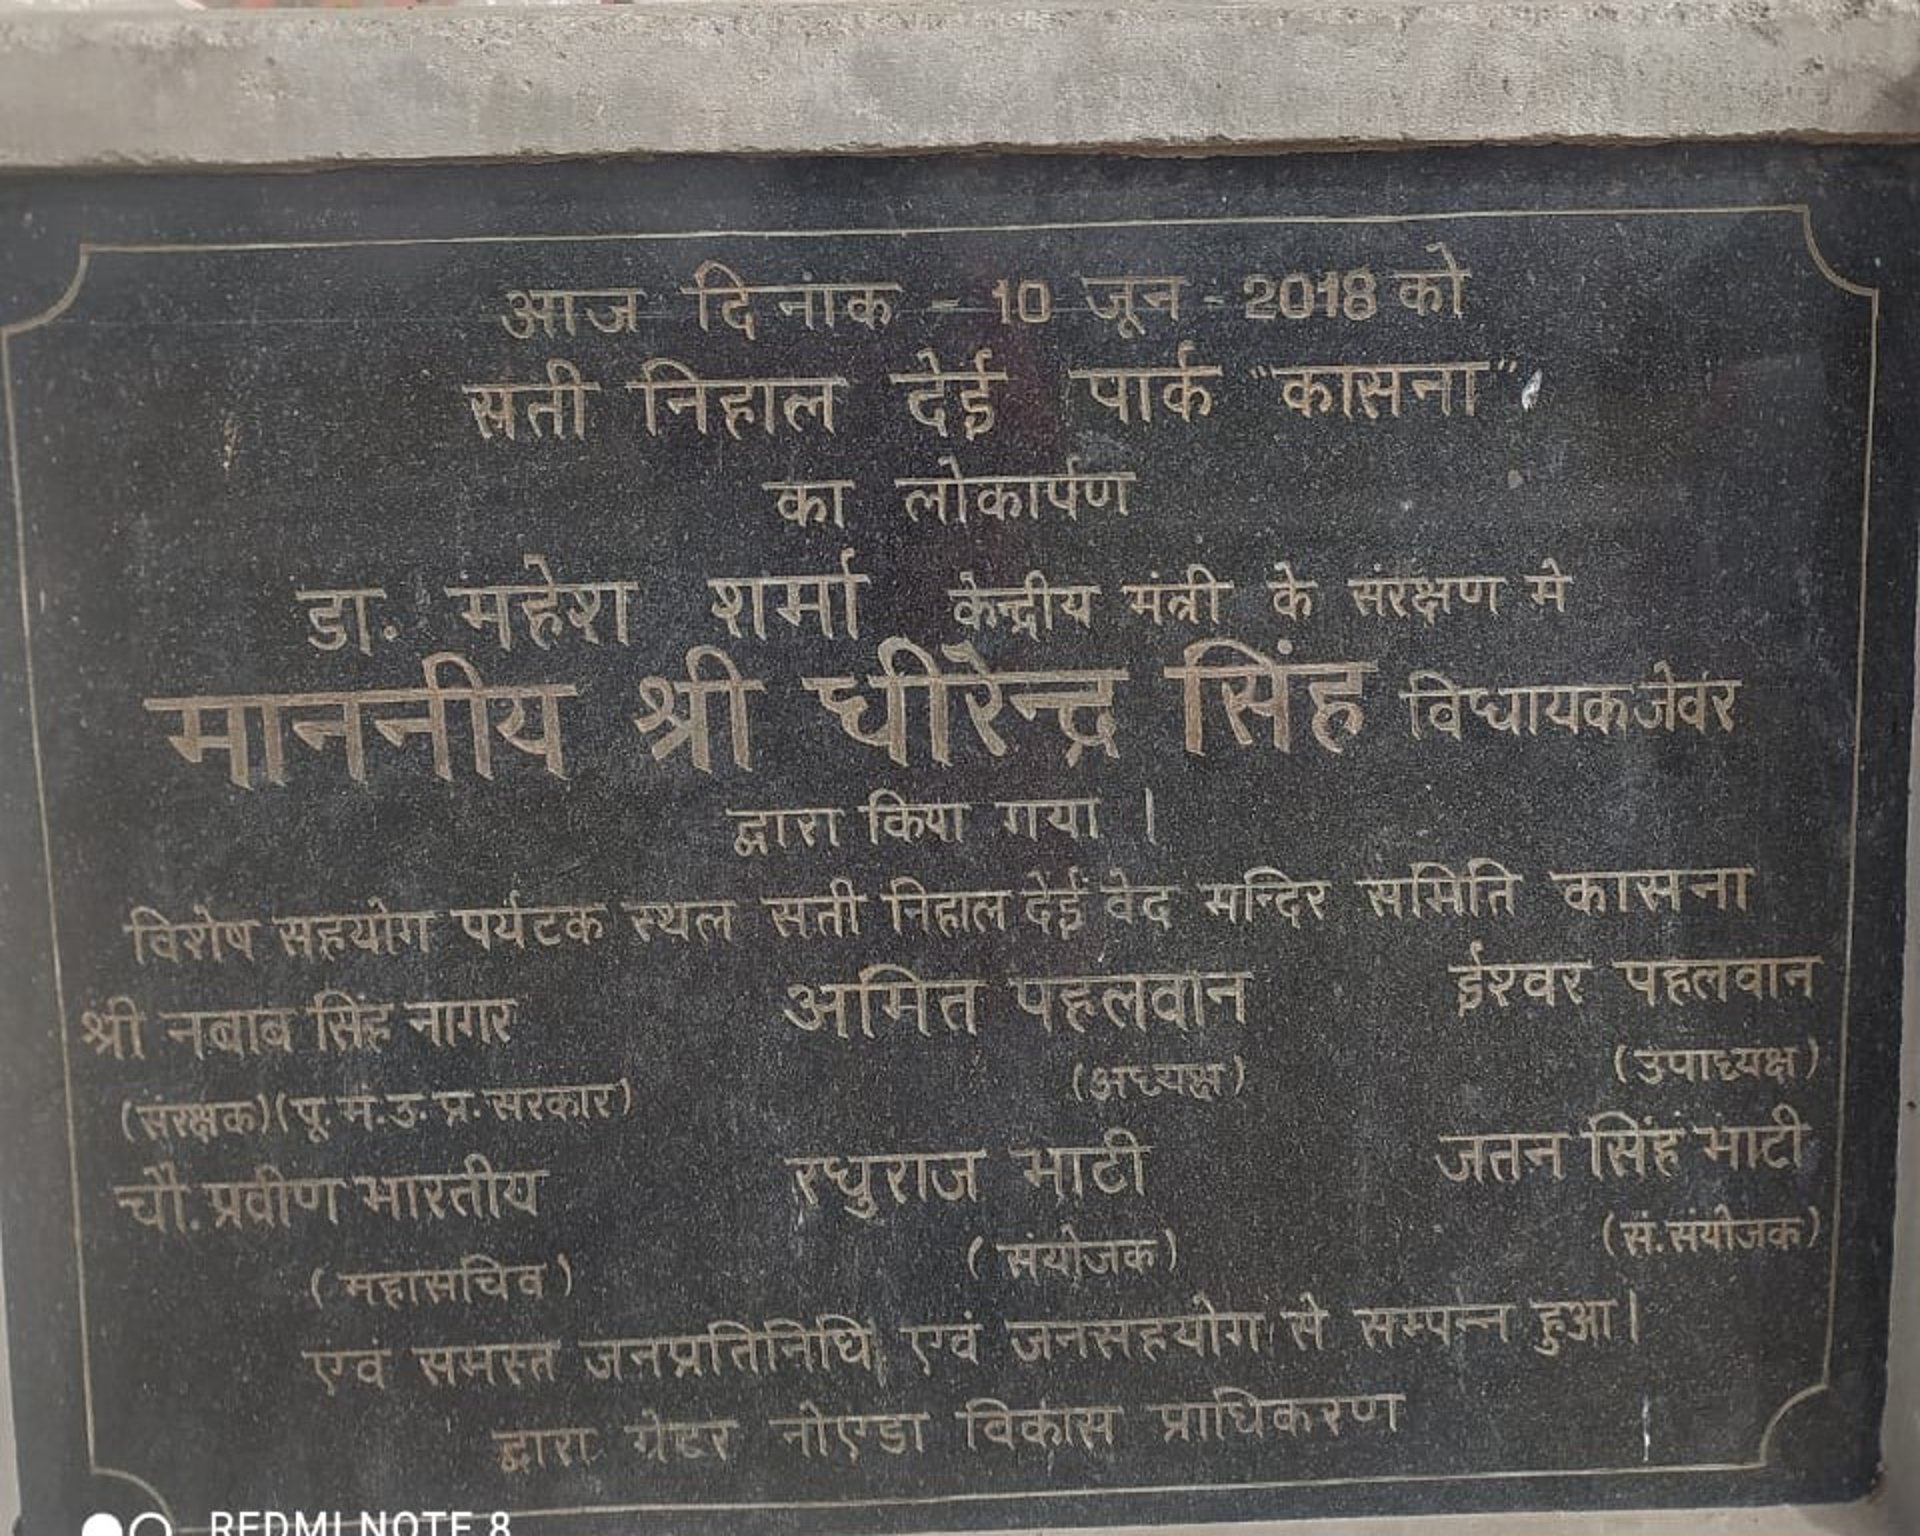 आज दिनांक - 10 जून - 2018 को
सती निहाल देई पार्क "कासना"
का लोकार्पण
डा. महेश शर्मा केन्द्रीय मंत्री के संरक्षण मे
माननीय श्री धीरेन्द्र सिंह विधायक जेवर
द्वारा किया गया ।
विशेष सहयोग पर्यटक स्थल सती निहाल देई वेद मन्दिर समिति कासना
श्री नबाब सिंह नागर अमित पहलवान ईश्वर पहलवान
(संरक्षक) (पू.मं.उ.प्र.सरकार) (अध्यक्ष) (उपाध्यक्ष)
चौ. प्रवीण भारतीय रघुराज भाटी जतन सिंह भाटी
(महासचिव) (संयोजक) (सं.संयोजक)
एवं समस्त जनप्रतिनिधि एवं जनसहयोग से सम्पन्न हुआ।
द्वारा ग्रेटर नोएडा विकास प्राधिकरण
REDMI NOTE 8